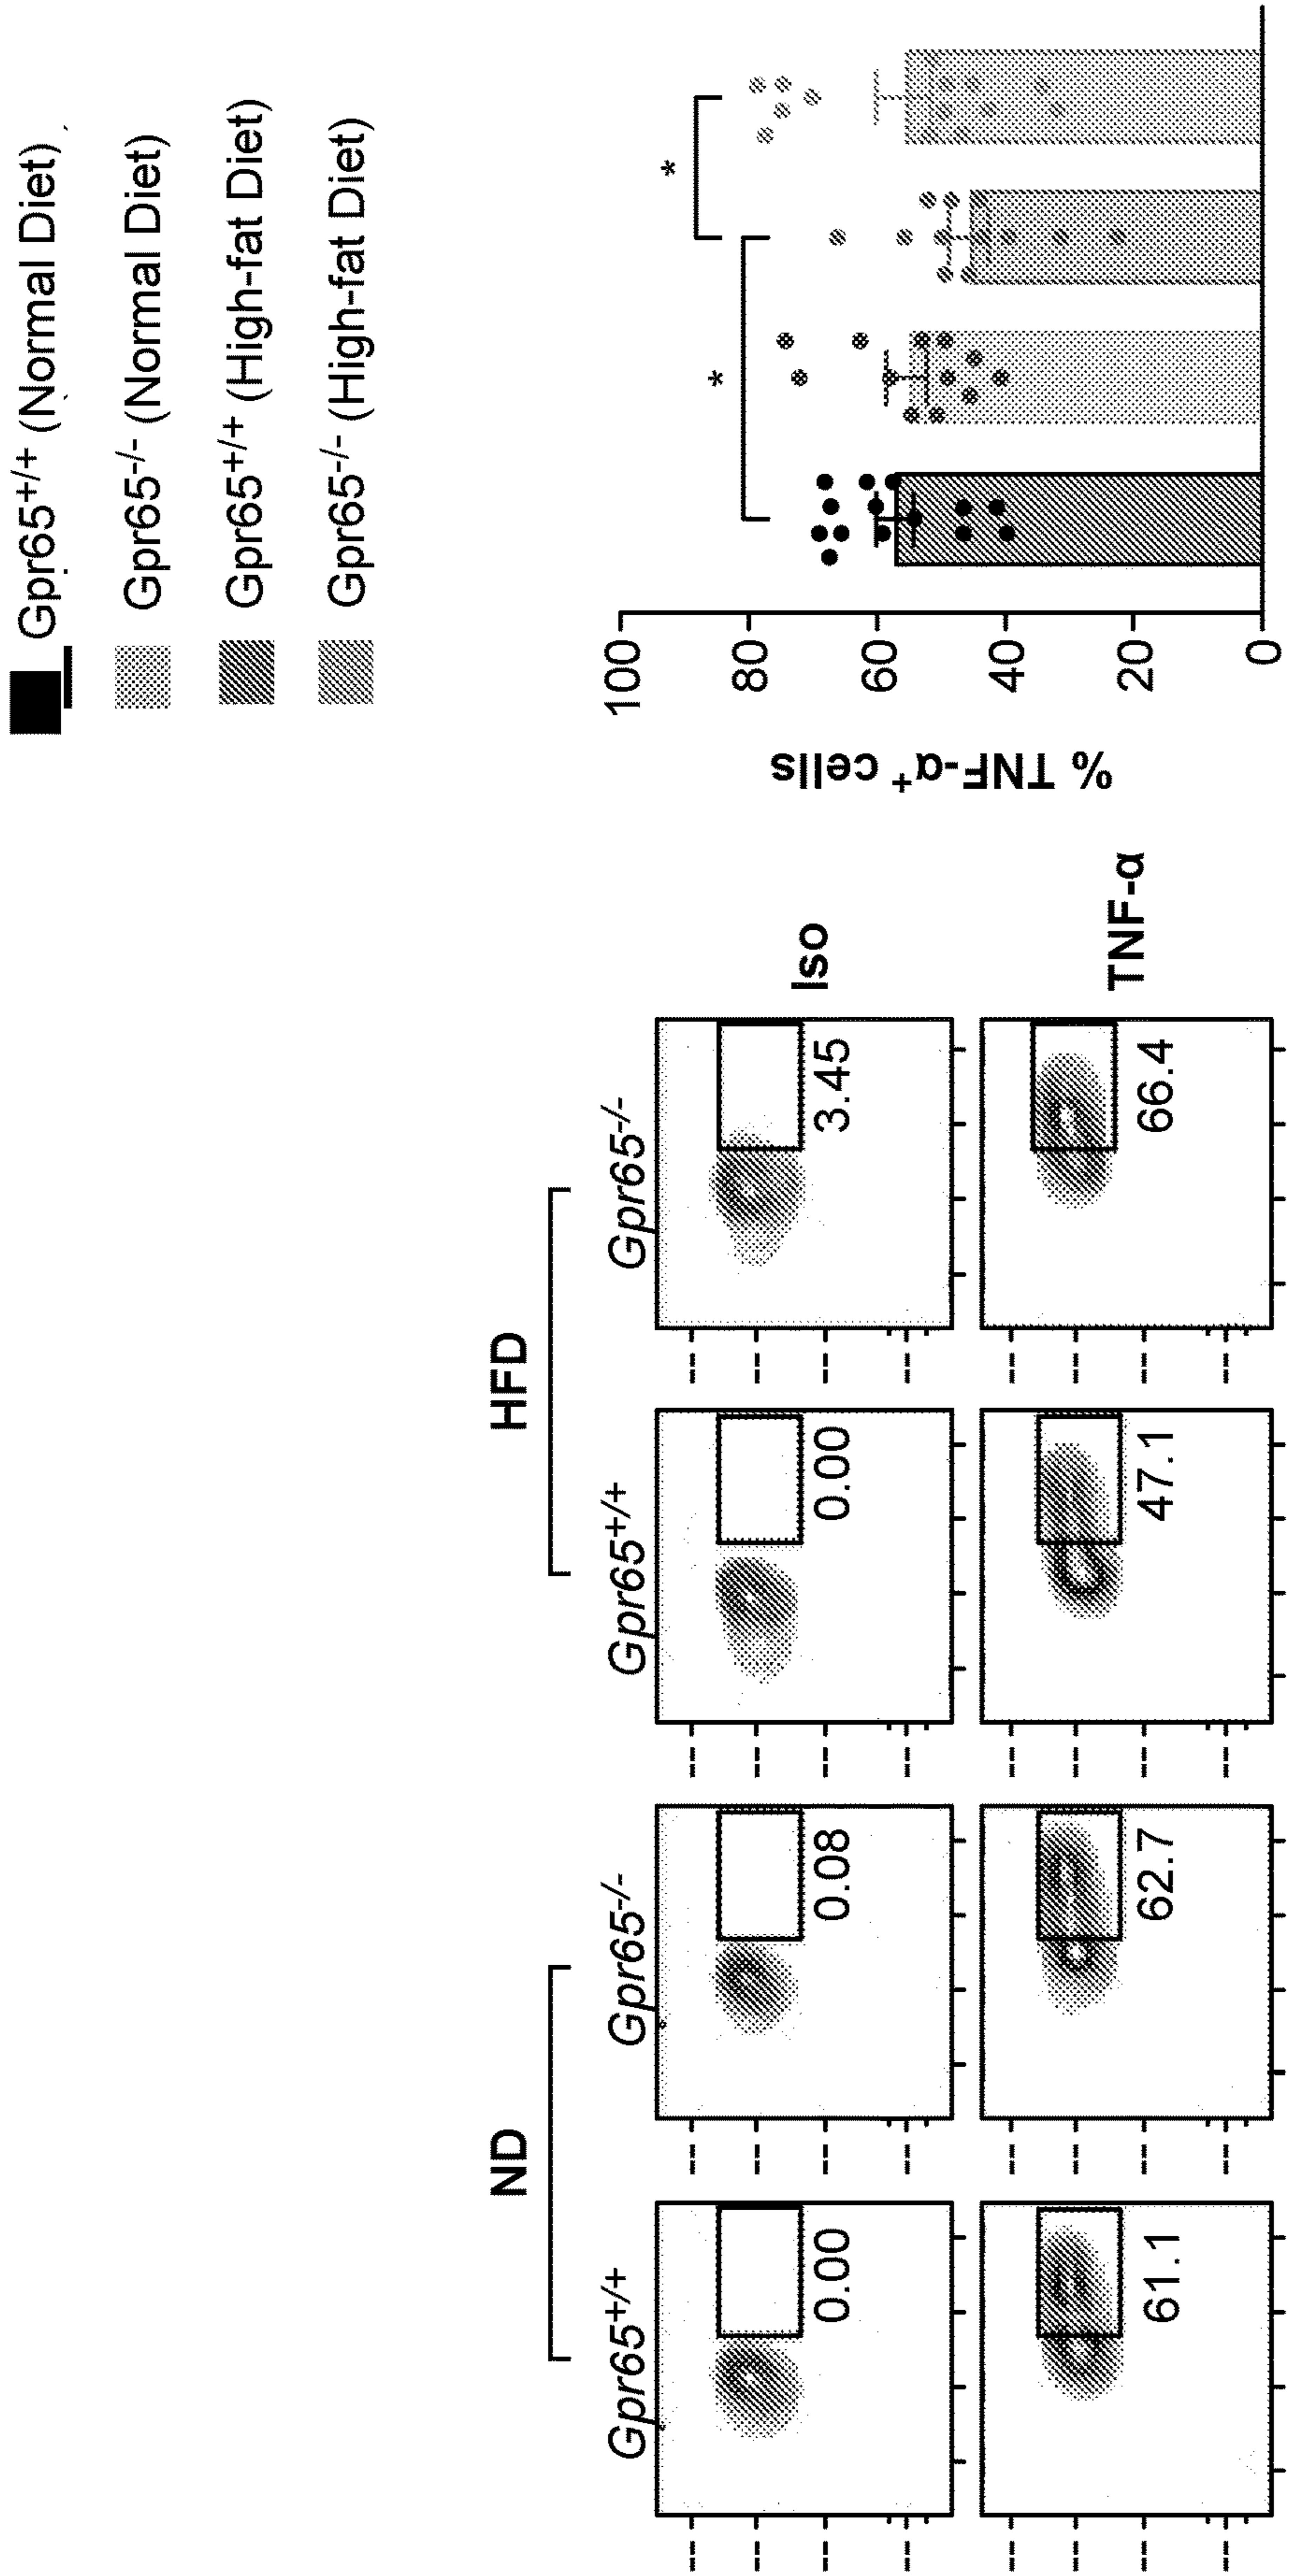 Gpr65+/+ (Normal Diet)
Gpr65-/- (Normal Diet)
Gpr65+/+ (High-fat Diet)
Gpr65-/- (High-fat Diet)
ND
HFD
Gpr65+/+
Gpr65-/-
Gpr65+/+
Gpr65-/-
0.00
0.08
0.00
3.45
Iso
61.1
62.7
47.1
66.4
TNF-α
% TNF-α+ cells
100
80
60
40
20
0
*
*